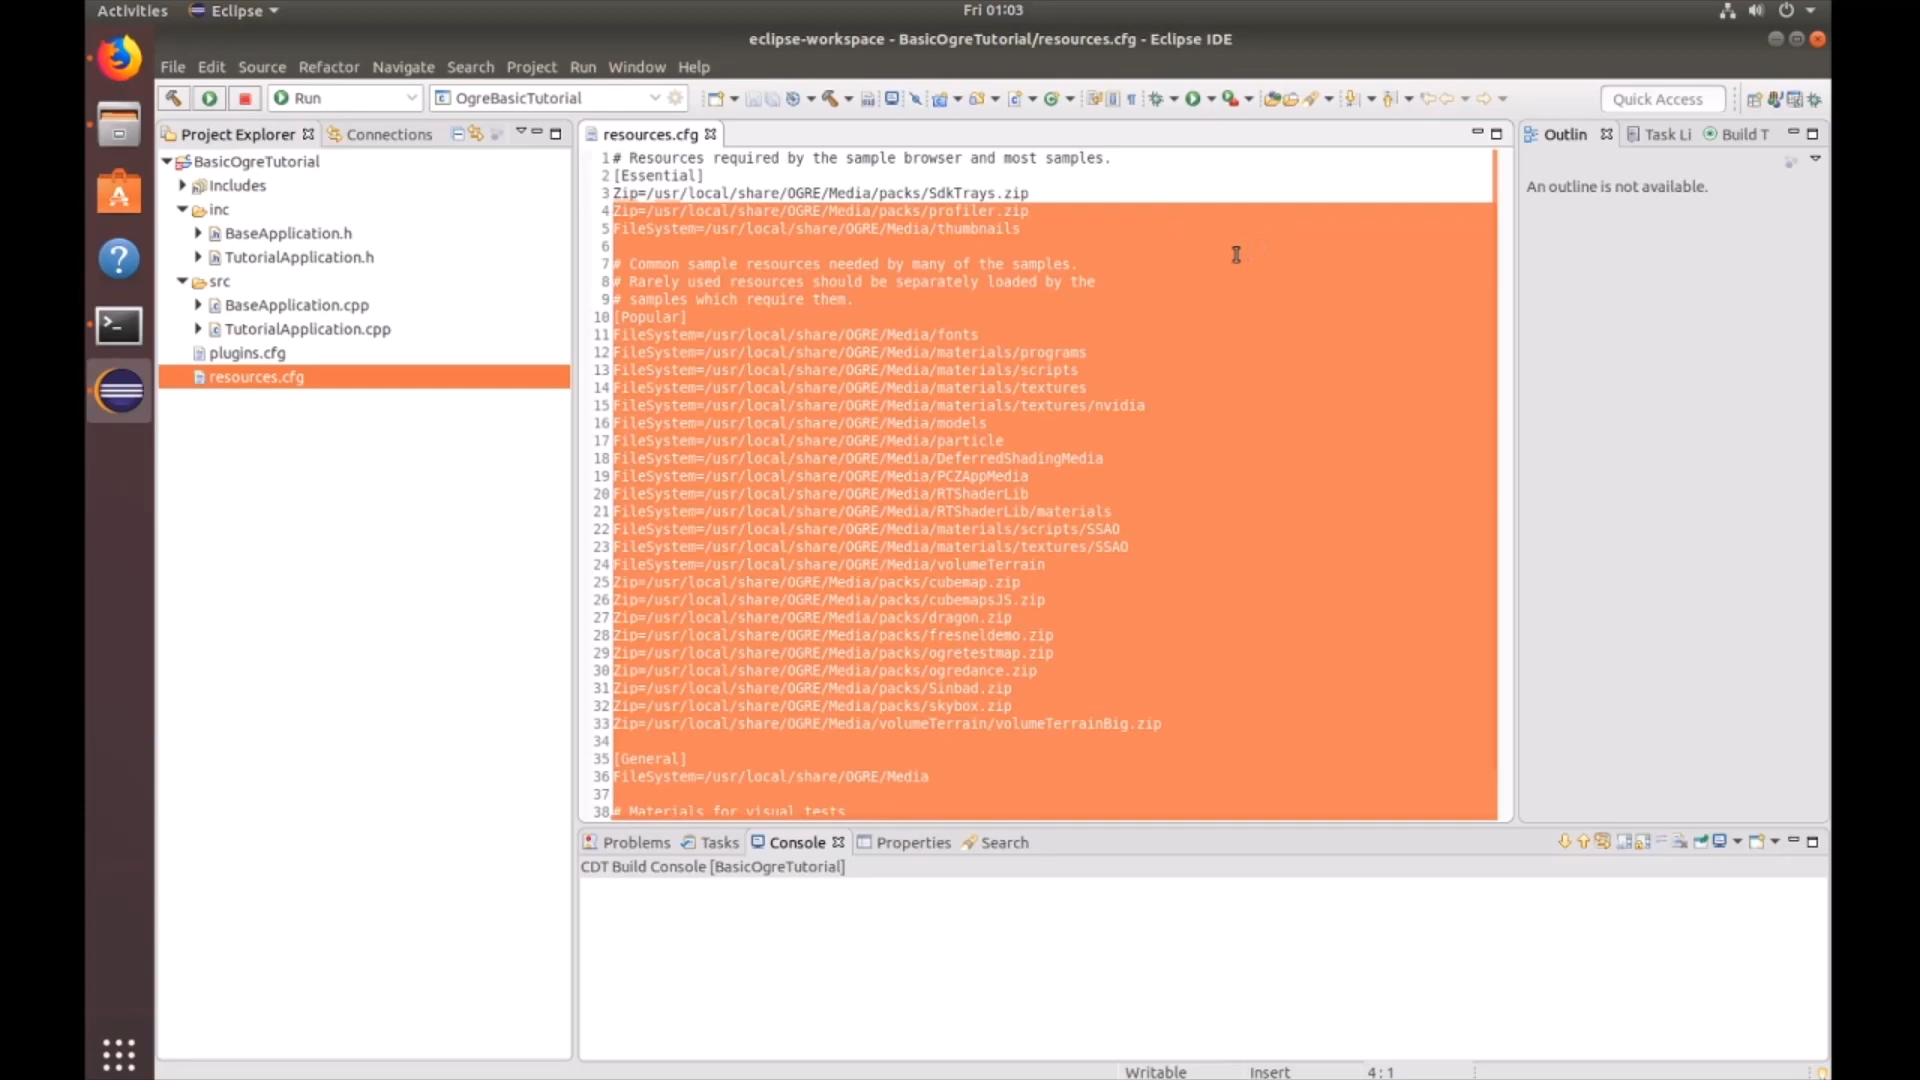 Activities
Eclipse
Fri 01:03
eclipse-workspace - BasicOgreTutorial/resources.cfg - Eclipse IDE
File Edit Source Refactor Navigate Search Project Run Window Help
Run
OgreBasicTutorial
Quick Access
Project Explorer
Connections
resources.cfg
Outlin
Task Li
Build T
BasicOgreTutorial
Includes
inc
BaseApplication.h
TutorialApplication.h
src
BaseApplication.cpp
TutorialApplication.cpp
plugins.cfg
resources.cfg
1 # Resources required by the sample browser and most samples.
2 [Essential]
3 Zip=/usr/local/share/OGRE/Media/packs/SdkTrays.zip
4 Zip=/usr/local/share/OGRE/Media/packs/profiler.zip
5 FileSystem=/usr/local/share/OGRE/Media/thumbnails
6
7 # Common sample resources needed by many of the samples.
8 # Rarely used resources should be separately loaded by the
9 # samples which require them.
10 [Popular]
11 FileSystem=/usr/local/share/OGRE/Media/fonts
12 FileSystem=/usr/local/share/OGRE/Media/materials/programs
13 FileSystem=/usr/local/share/OGRE/Media/materials/scripts
14 FileSystem=/usr/local/share/OGRE/Media/materials/textures
15 FileSystem=/usr/local/share/OGRE/Media/materials/textures/nvidia
16 FileSystem=/usr/local/share/OGRE/Media/models
17 FileSystem=/usr/local/share/OGRE/Media/particle
18 FileSystem=/usr/local/share/OGRE/Media/DeferredShadingMedia
19 FileSystem=/usr/local/share/OGRE/Media/PCZAppMedia
20 FileSystem=/usr/local/share/OGRE/Media/RTShaderLib
21 FileSystem=/usr/local/share/OGRE/Media/RTShaderLib/materials
22 FileSystem=/usr/local/share/OGRE/Media/materials/scripts/SSAO
23 FileSystem=/usr/local/share/OGRE/Media/materials/textures/SSAO
24 FileSystem=/usr/local/share/OGRE/Media/volumeTerrain
25 Zip=/usr/local/share/OGRE/Media/packs/cubemap.zip
26 Zip=/usr/local/share/OGRE/Media/packs/cubemapsJS.zip
27 Zip=/usr/local/share/OGRE/Media/packs/dragon.zip
28 Zip=/usr/local/share/OGRE/Media/packs/fresneldemo.zip
29 Zip=/usr/local/share/OGRE/Media/packs/ogretestmap.zip
30 Zip=/usr/local/share/OGRE/Media/packs/ogredance.zip
31 Zip=/usr/local/share/OGRE/Media/packs/Sinbad.zip
32 Zip=/usr/local/share/OGRE/Media/packs/skybox.zip
33 Zip=/usr/local/share/OGRE/Media/volumeTerrain/volumeTerrainBig.zip
34
35 [General]
36 FileSystem=/usr/local/share/OGRE/Media
37
38 # Materials for visual tests
An outline is not available.
Problems
Tasks
Console
Properties
Search
CDT Build Console [BasicOgreTutorial]
Writable
Insert
4 : 1